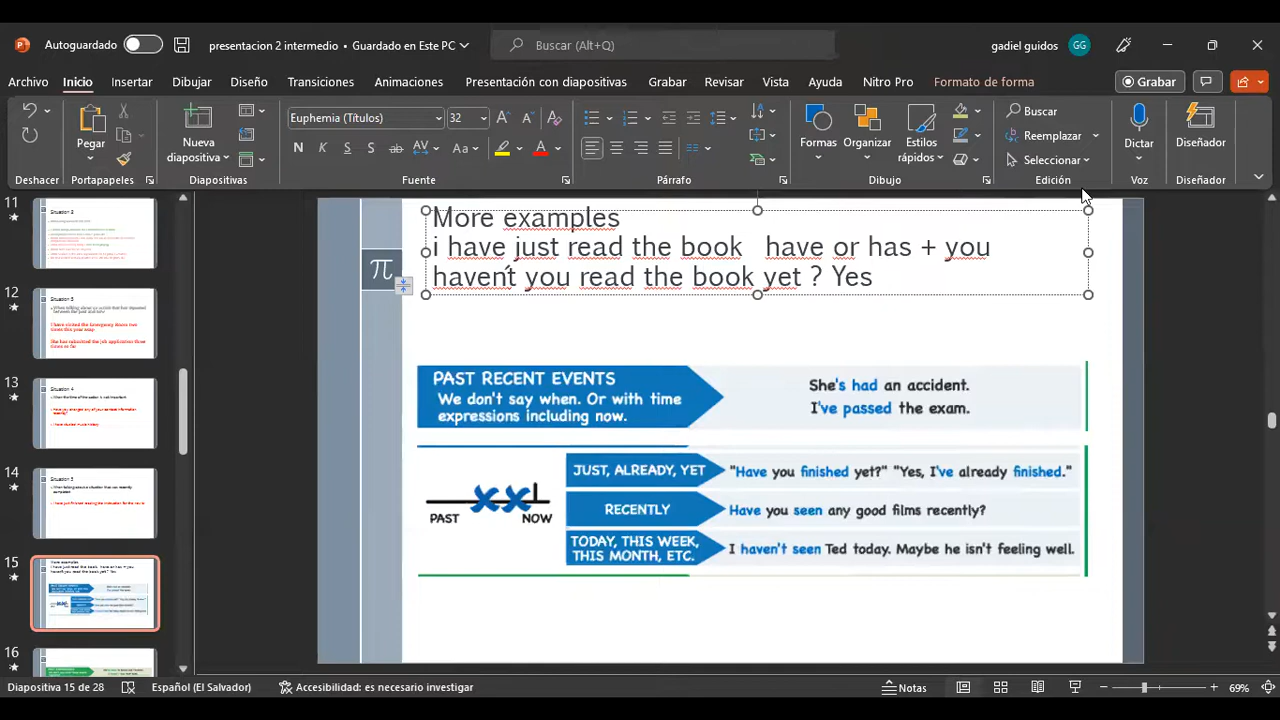 Autoguardado
presentacion 2 intermedio • Guardado en Este PC
Buscar (Alt+Q)
gadiel guidos
GG
Archivo Inicio Insertar Dibujar Diseño Transiciones Animaciones Presentación con diapositivas Grabar Revisar Vista Ayuda Nitro Pro Formato de forma
Grabar
Deshacer
Pegar
Portapapeles
Nueva
diapositiva
Diapositivas
Euphemia (Títulos) 32
N K S S ab AV Aa A
Fuente
Párrafo
Formas
Organizar
Estilos
rápidos
Dibujo
Buscar
Reemplazar
Seleccionar
Edición
Dictar
Voz
Diseñador
Diseñador
11
12
13
14
15
16
π
More examples
i have just read the book have or has + you
haven´t you read the book yet ? Yes
PAST RECENT EVENTS
We don't say when. Or with time
expressions including now.
She's had an accident.
I've passed the exam.
PAST NOW
JUST, ALREADY, YET
"Have you finished yet?" "Yes, I've already finished."
RECENTLY
Have you seen any good films recently?
TODAY, THIS WEEK,
THIS MONTH, ETC.
I haven't seen Ted today. Maybe he isn't feeling well.
Diapositiva 15 de 28
Español (El Salvador)
Accesibilidad: es necesario investigar
Notas
69%